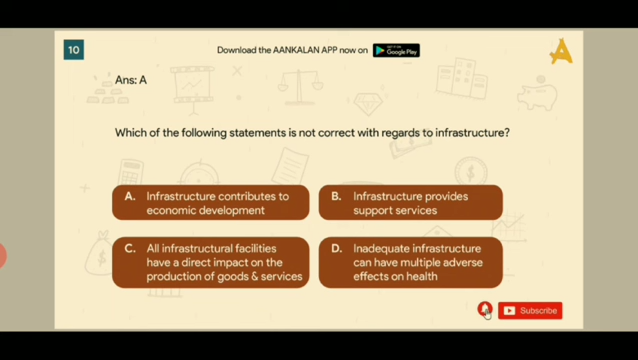 10
Download the AANKALAN APP now on
GET IT ON
Google Play
A
Ans: A
Which of the following statements is not correct with regards to infrastructure?
A. Infrastructure contributes to
economic development
B. Infrastructure provides
support services
C. All infrastructural facilities
have a direct impact on the
production of goods & services
D. Inadequate infrastructure
can have multiple adverse
effects on health
Subscribe